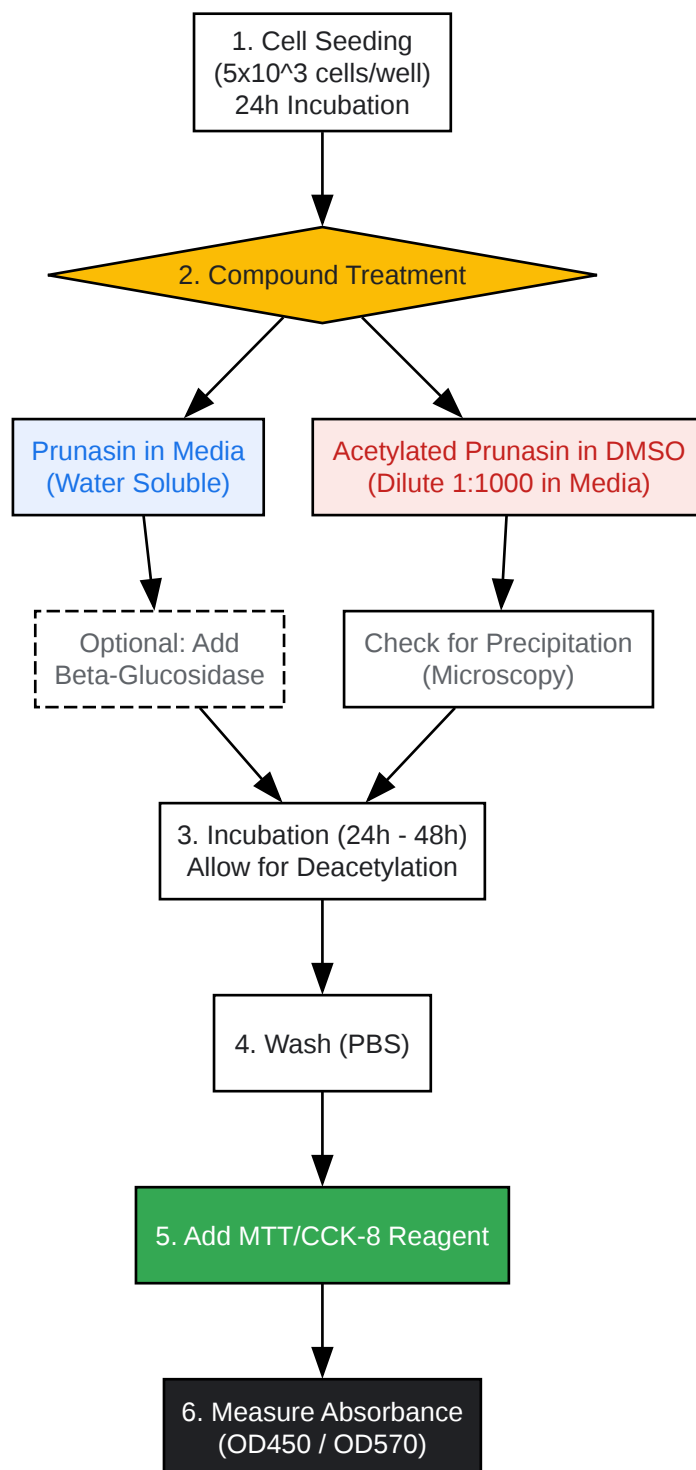 1. Cell Seeding
(5x10^3 cells/well)
24h Incubation
2. Compound Treatment
Prunasin in Media
(Water Soluble)
Acetylated Prunasin in DMSO
(Dilute 1:1000 in Media)
Optional: Add
Beta-Glucosidase
Check for Precipitation
(Microscopy)
3. Incubation (24h - 48h)
Allow for Deacetylation
4. Wash (PBS)
5. Add MTT/CCK-8 Reagent
6. Measure Absorbance
(OD450 / OD570)